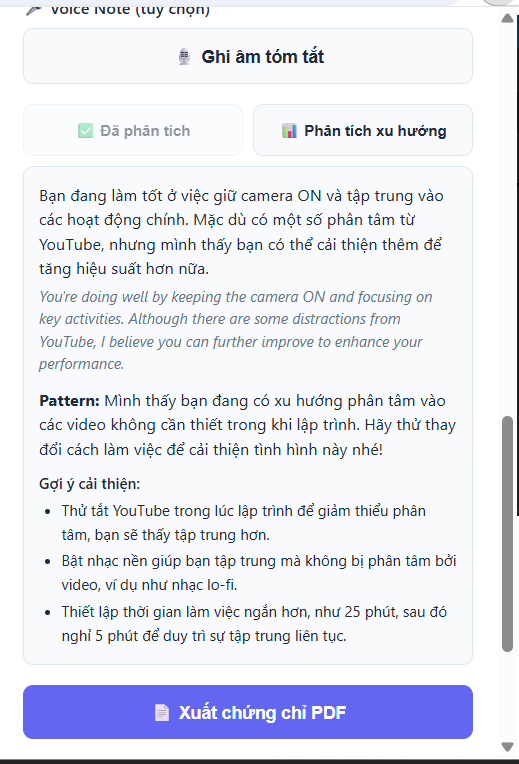 Voice Note (tùy chọn)
Ghi âm tóm tắt
Đã phân tích
Phân tích xu hướng
Bạn đang làm tốt ở việc giữ camera ON và tập trung vào
các hoạt động chính. Mặc dù có một số phân tâm từ
YouTube, nhưng mình thấy bạn có thể cải thiện thêm để
tăng hiệu suất hơn nữa.
You're doing well by keeping the camera ON and focusing on
key activities. Although there are some distractions from
YouTube, I believe you can further improve to enhance your
performance.
Pattern: Mình thấy bạn đang có xu hướng phân tâm vào
các video không cần thiết trong khi lập trình. Hãy thử thay
đổi cách làm việc để cải thiện tình hình này nhé!
Gợi ý cải thiện:
Thử tắt YouTube trong lúc lập trình để giảm thiểu phân
tâm, bạn sẽ thấy tập trung hơn.
Bật nhạc nền giúp bạn tập trung mà không bị phân tâm bởi
video, ví dụ như nhạc lo-fi.
Thiết lập thời gian làm việc ngắn hơn, như 25 phút, sau đó
nghỉ 5 phút để duy trì sự tập trung liên tục.
Xuất chứng chỉ PDF